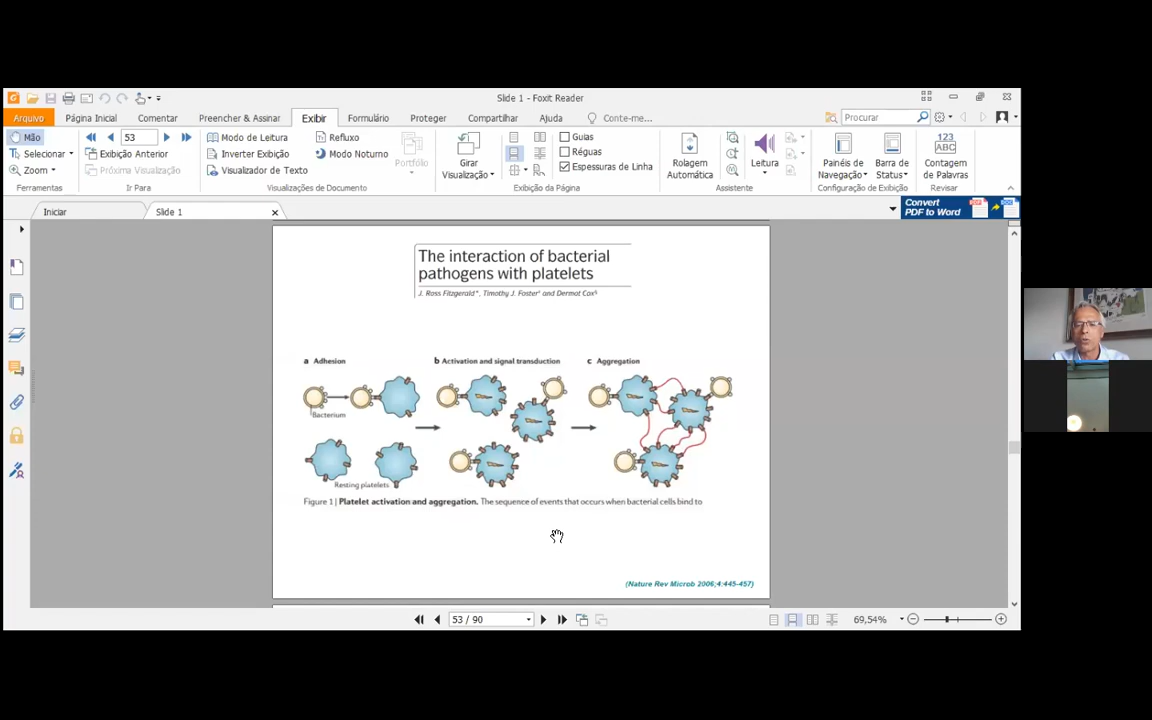 Slide 1 - Foxit Reader
Arquivo
Página Inicial
Comentar
Preencher & Assinar
Exibir
Formulário
Proteger
Compartilhar
Ajuda
Conte-me...
Procurar
Mão
Selecionar
Zoom
Ferramentas
53
Exibição Anterior
Próxima Visualização
Ir Para
Modo de Leitura
Inverter Exibição
Visualizador de Texto
Refluxo
Modo Noturno
Portfólio
Visualizações de Documento
Girar
Visualização
Guias
Réguas
Espessuras de Linha
Exibição da Página
Rolagem
Automática
Leitura
Assistente
Painéis de
Navegação
Barra de
Status
Configuração de Exibição
123
ABC
Contagem
de Palavras
Revisar
Iniciar
Slide 1
Convert
PDF to Word
The interaction of bacterial
pathogens with platelets
J. Ross Fitzgerald*, Timothy J. Foster‡ and Dermot Cox§
a Adhesion
b Activation and signal transduction
c Aggregation
Bacterium
Resting platelets
Figure 1 | Platelet activation and aggregation. The sequence of events that occurs when bacterial cells bind to
(Nature Rev Microb 2006;4:445-457)
53 / 90
69,54%